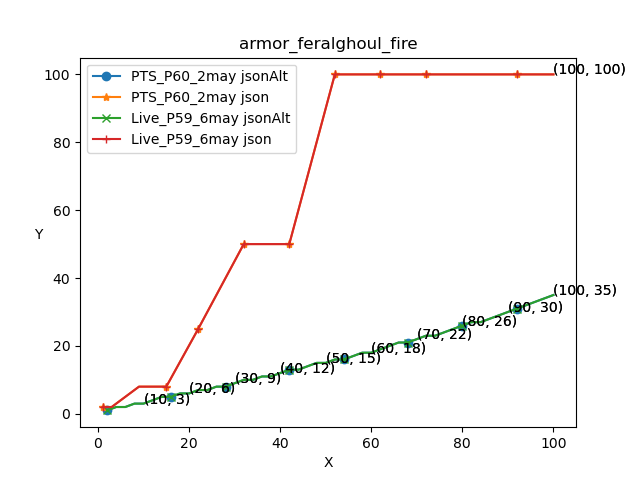 armor_feralghoul_fire
PTS_P60_2may jsonAlt
PTS_P60_2may json
Live_P59_6may jsonAlt
Live_P59_6may json
(100, 100)
(100, 35)
(90, 30)
(80, 26)
(70, 22)
(60, 18)
(50, 15)
(40, 12)
(30, 9)
(20, 6)
(10, 3)
Y
100
80
60
40
20
0
0 20 40 60 80 100
X